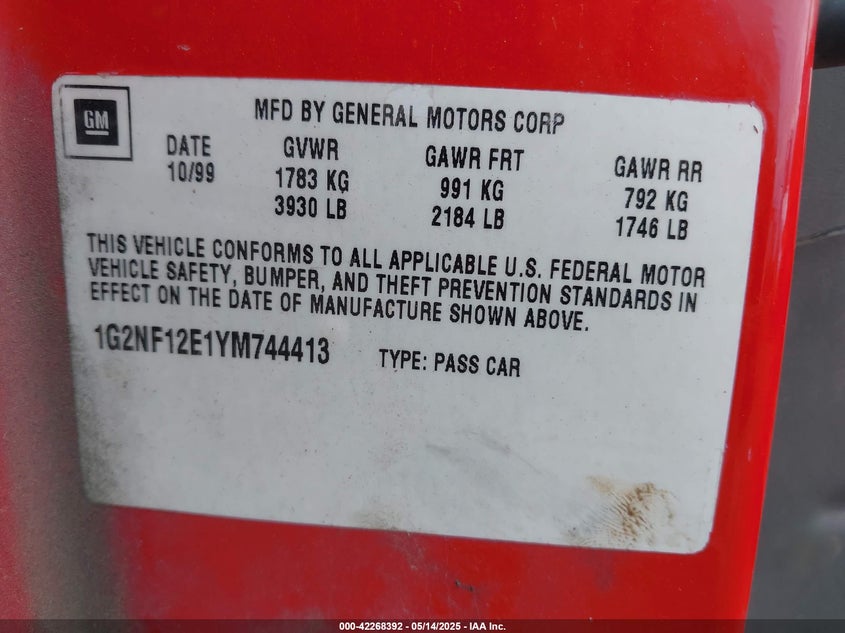 GM
MFD BY GENERAL MOTORS CORP
DATE GVWR GAWR FRT GAWR RR
10/99 1783 KG 991 KG 792 KG
3930 LB 2184 LB 1746 LB
THIS VEHICLE CONFORMS TO ALL APPLICABLE U.S. FEDERAL MOTOR
VEHICLE SAFETY, BUMPER, AND THEFT PREVENTION STANDARDS IN
EFFECT ON THE DATE OF MANUFACTURE SHOWN ABOVE.
1G2NF12E1YM744413 TYPE: PASS CAR
000-42268392 - 05/14/2025 - IAA Inc.